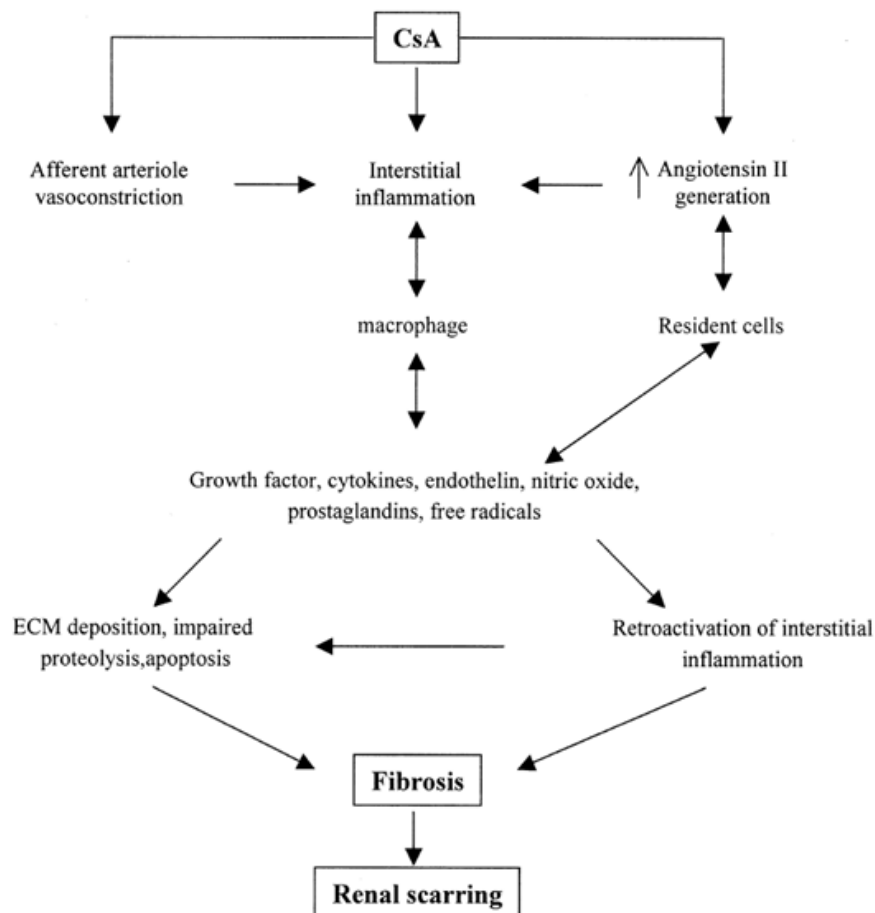 CsA
Afferent arteriole
vasoconstriction
Interstitial
inflammation
Angiotensin II
generation
macrophage
Resident cells
Growth factor, cytokines, endothelin, nitric oxide,
prostaglandins, free radicals
ECM deposition, impaired
proteolysis,apoptosis
Retroactivation of interstitial
inflammation
Fibrosis
Renal scarring